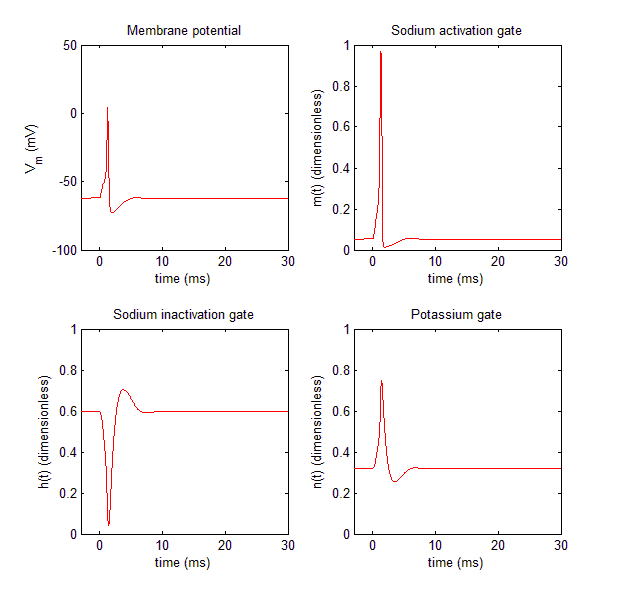 Membrane potential
50
0
-50
-100
V_m (mV)
0 10 20 30
time (ms)
Sodium activation gate
1
0.8
0.6
0.4
0.2
0
m(t) (dimensionless)
0 10 20 30
time (ms)
Sodium inactivation gate
1
0.8
0.6
0.4
0.2
0
h(t) (dimensionless)
0 10 20 30
time (ms)
Potassium gate
1
0.8
0.6
0.4
0.2
0
n(t) (dimensionless)
0 10 20 30
time (ms)